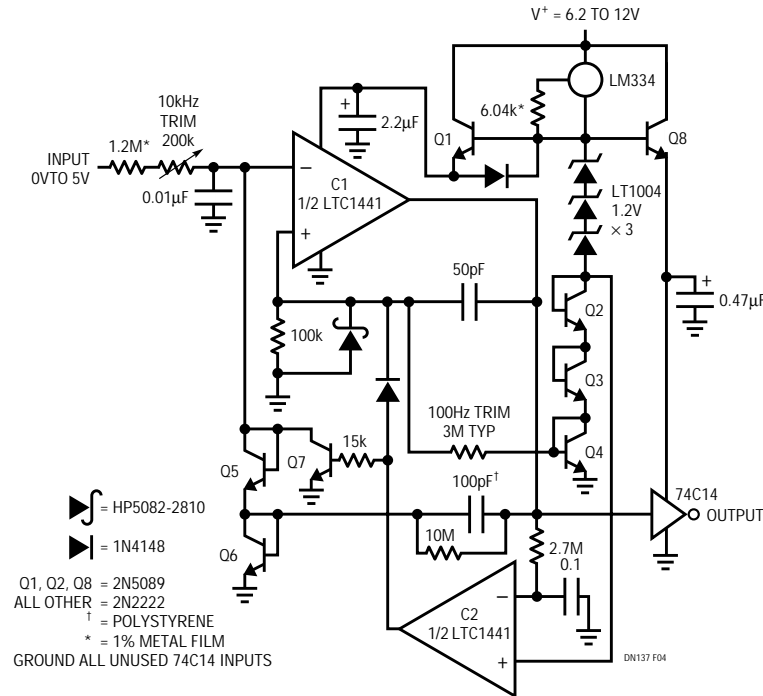 V+ = 6.2 TO 12V
LM334
10kHz
TRIM
200k
1.2M*
INPUT
0VTO 5V
0.01µF
+
2.2µF
6.04k*
Q1
Q8
–
C1
1/2 LTC1441
+
LT1004
1.2V
× 3
50pF
+
0.47µF
Q2
100k
Q3
100Hz TRIM
3M TYP
Q4
Q5
Q7
15k
100pF†
74C14
OUTPUT
= HP5082-2810
10M
2.7M
0.1
Q6
= 1N4148
–
C2
1/2 LTC1441
+
Q1, Q2, Q8 = 2N5089
ALL OTHER = 2N2222
† = POLYSTYRENE
* = 1% METAL FILM
GROUND ALL UNUSED 74C14 INPUTS
DN137 F04